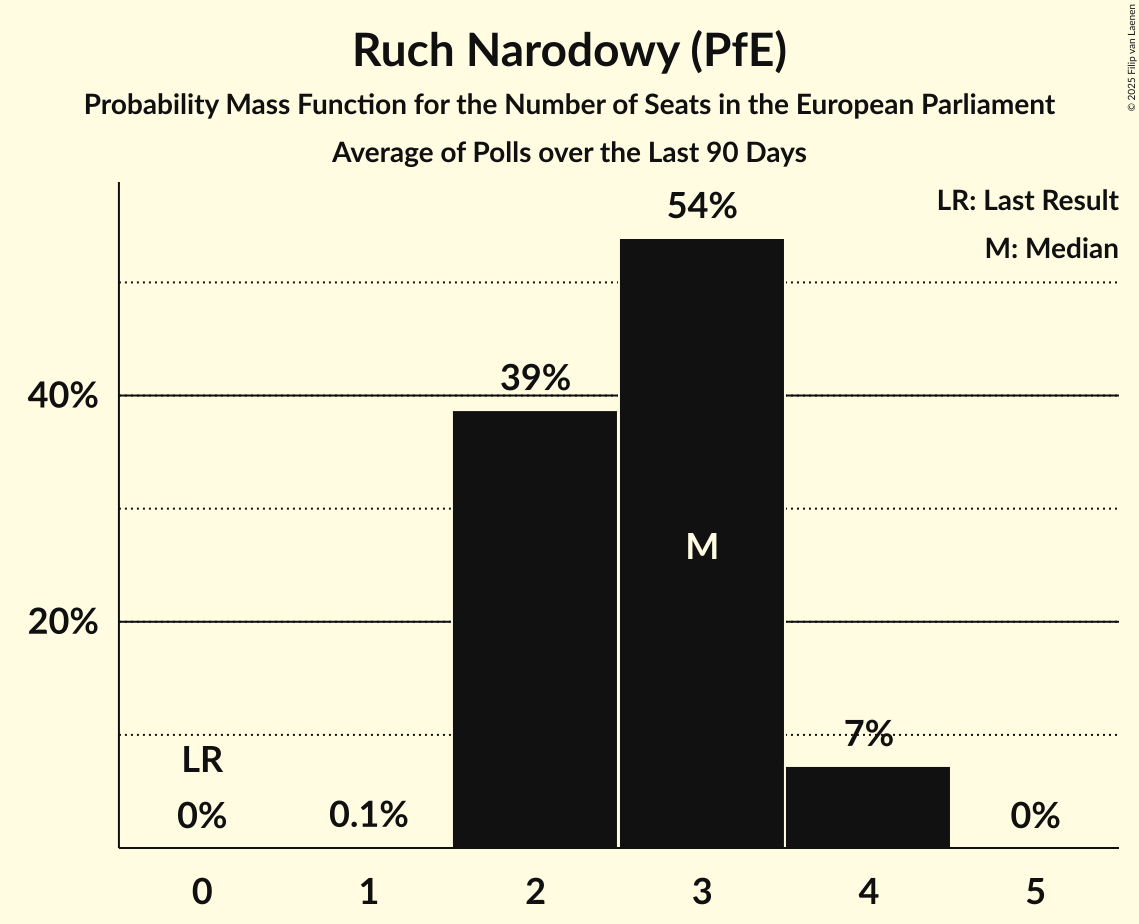 Ruch Narodowy (PfE)
Probability Mass Function for the Number of Seats in the European Parliament
Average of Polls over the Last 90 Days
© 2025 Filip van Laenen
LR: Last Result
M: Median
54%
39%
40%
M
20%
7%
LR
0%
0.1%
0%
0 1 2 3 4 5